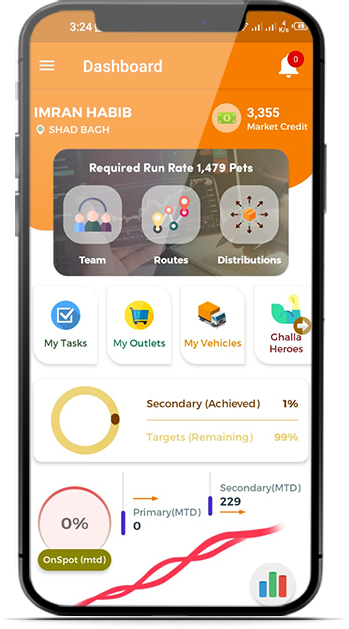 3:24
4
K/s
49
Dashboard
0
IMRAN HABIB
SHAD BAGH
3,355
Market Credit
Required Run Rate 1,479 Pets
Team
Routes
Distributions
My Tasks
My Outlets
My Vehicles
Ghalla
Heroes
Secondary (Achieved)
1%
Targets (Remaining)
99%
0%
OnSpot (mtd)
Primary(MTD)
0
Secondary(MTD)
229